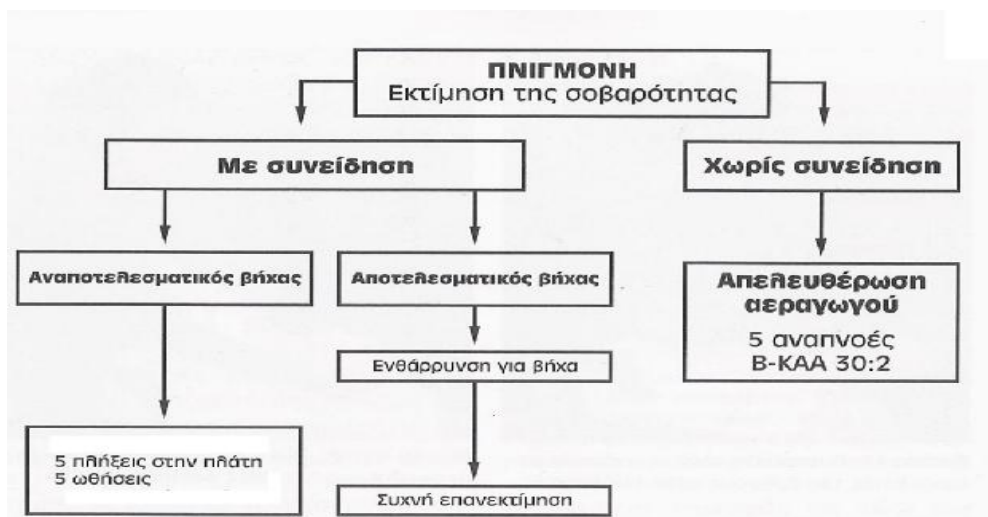 ΠΝΙΓΜΟΝΗ
Εκτίμηση της σοβαρότητας
Με συνείδηση
Χωρίς συνείδηση
Αναποτελεσματικός βήχας
Αποτελεσματικός βήχας
Απελευθέρωση
αεραγωγού
5 αναπνοές
Β-ΚΑΑ 30:2
Ενθάρρυνση για βήχα
5 πλήξεις στην πλάτη
5 ωθήσεις
Συχνή επανεκτίμηση